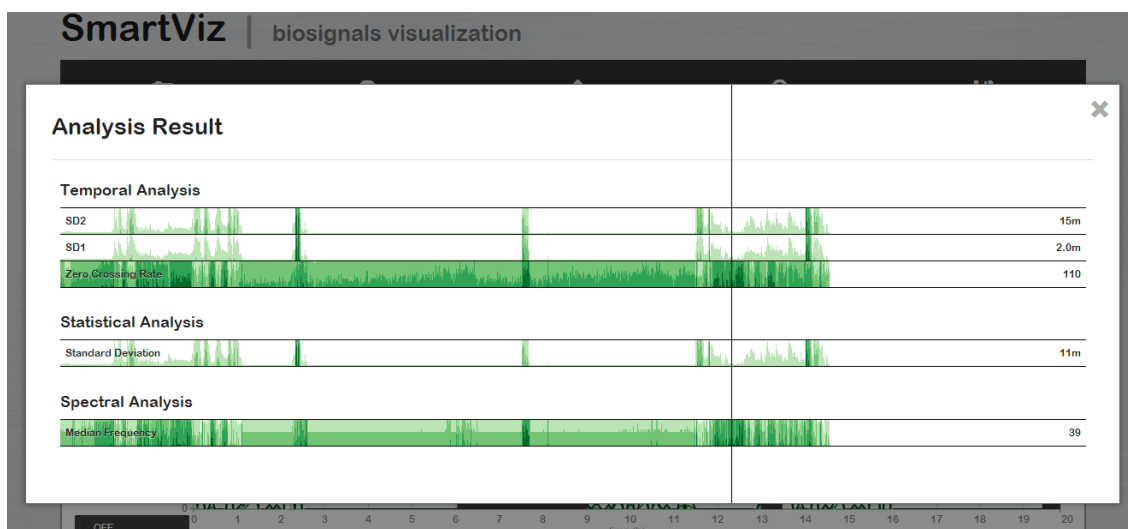 SmartViz | biosignals visualization
Analysis Result
Temporal Analysis
SD2 15m
SD1 2.0m
Zero Crossing Rate 110
Statistical Analysis
Standard Deviation 11m
Spectral Analysis
Median Frequency 39
0
OFF
0 1 2 3 4 5 6 7 8 9 10 11 12 13 14 15 16 17 18 19 20